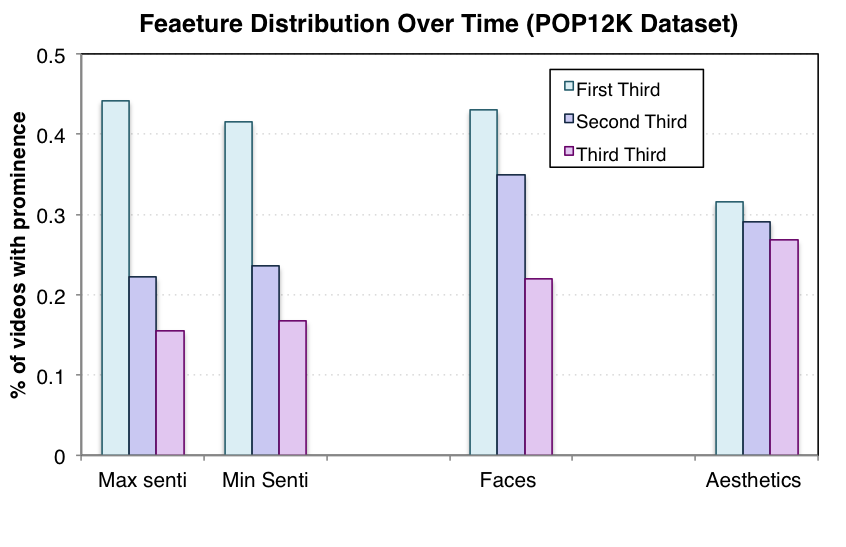 Feaeture Distribution Over Time (POP12K Dataset)
% of videos with prominence
0.5
0.4
0.3
0.2
0.1
0
First Third
Second Third
Third Third
Max senti
Min Senti
Faces
Aesthetics